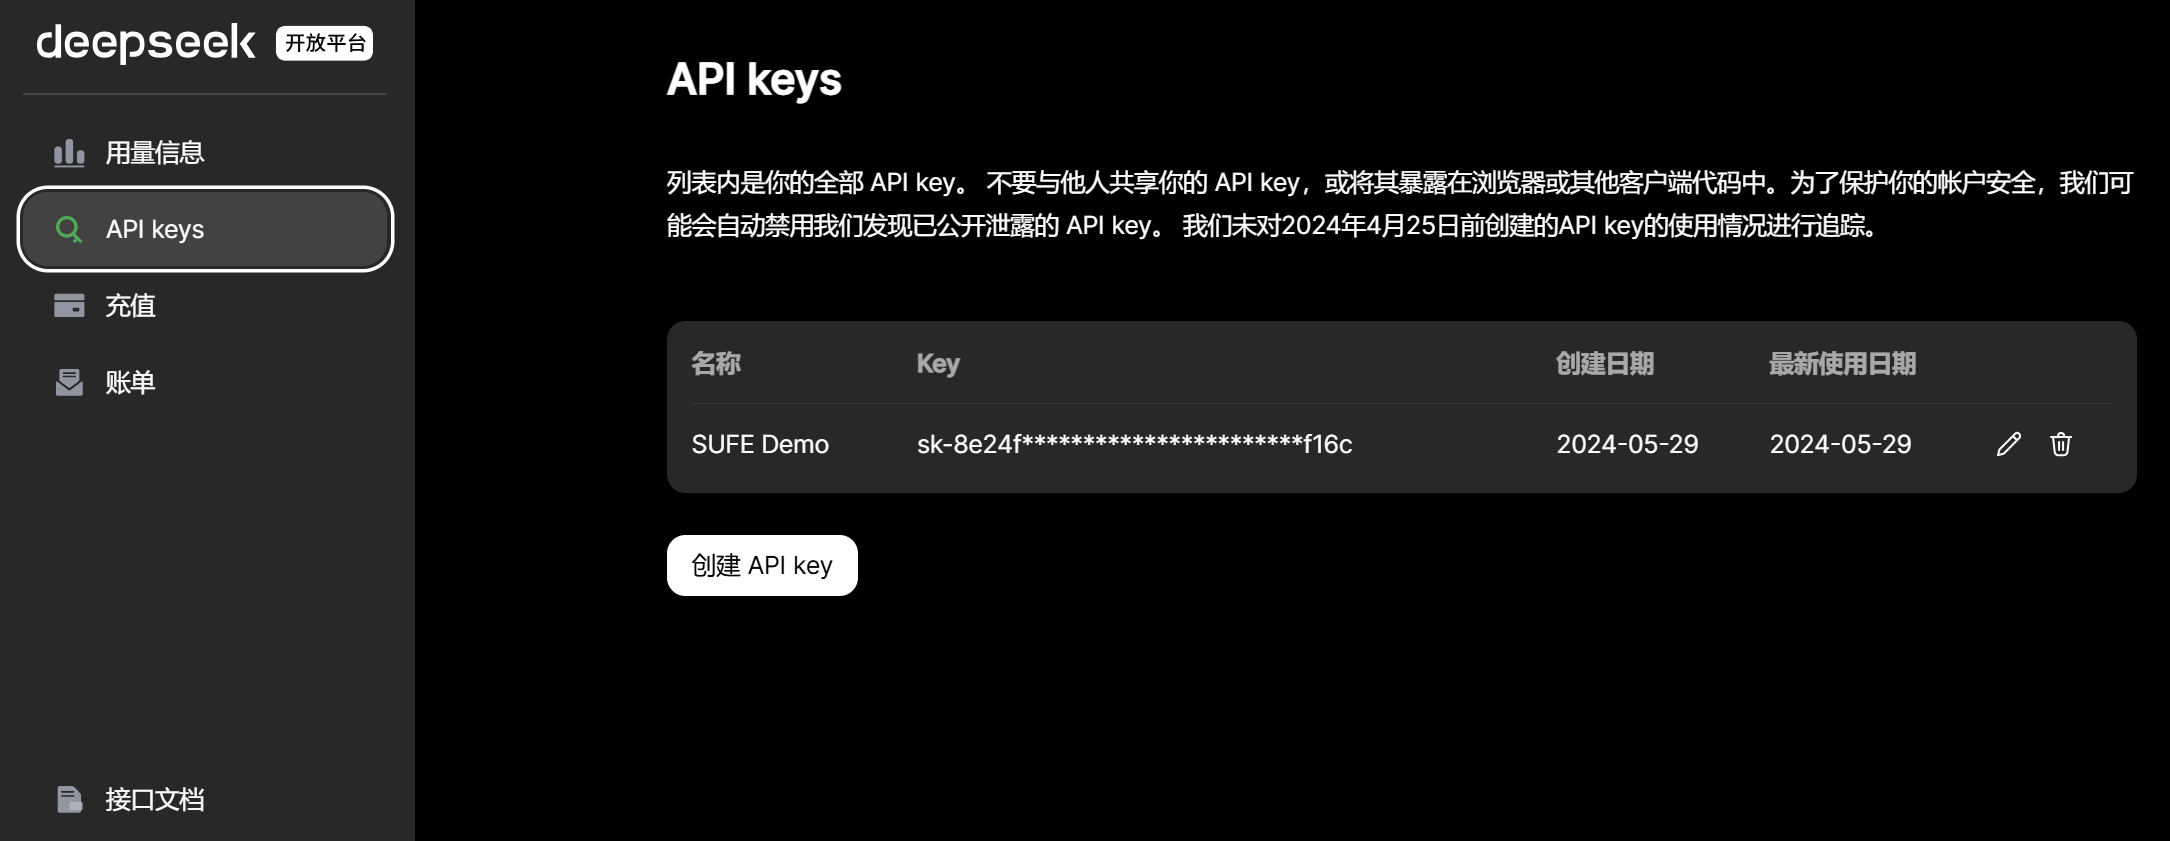 deepseek 开放平台
用量信息
API keys
充值
账单
接口文档
API keys
列表内是你的全部 API key。 不要与他人共享你的 API key，或将其暴露在浏览器或其他客户端代码中。为了保护你的帐户安全，我们可
能会自动禁用我们发现已公开泄露的 API key。 我们未对2024年4月25日前创建的API key的使用情况进行追踪。
名称 Key 创建日期 最新使用日期
SUFE Demo sk-8e24f***********************f16c 2024-05-29 2024-05-29
创建 API key